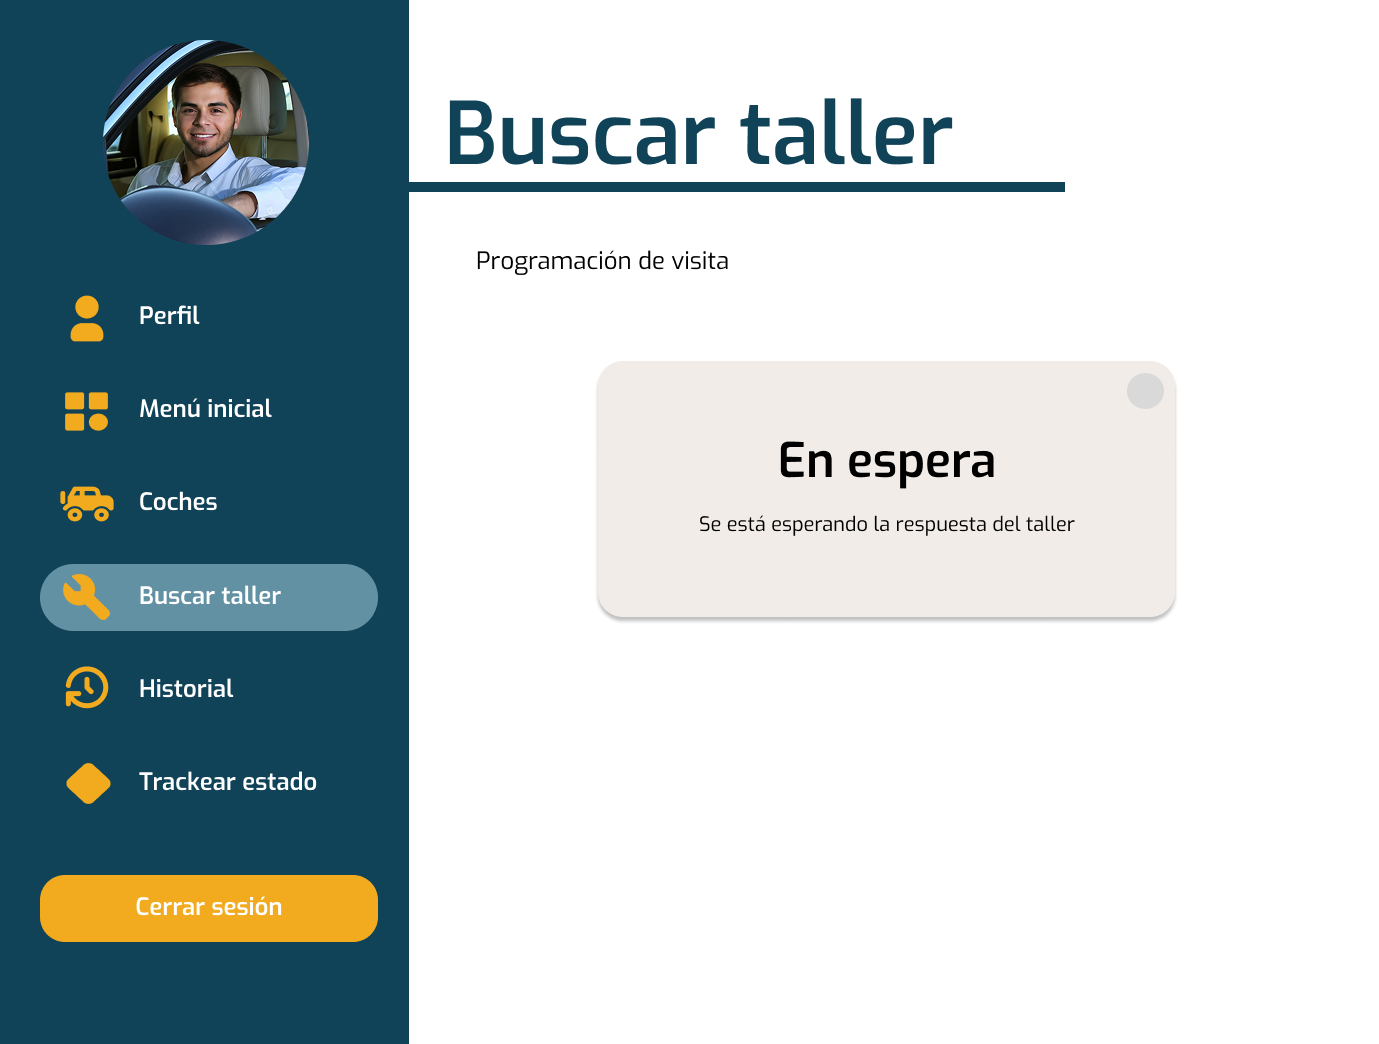 Buscar taller
Programación de visita
Perfil
Menú inicial
Coches
Buscar taller
Historial
Trackear estado
Cerrar sesión
En espera
Se está esperando la respuesta del taller